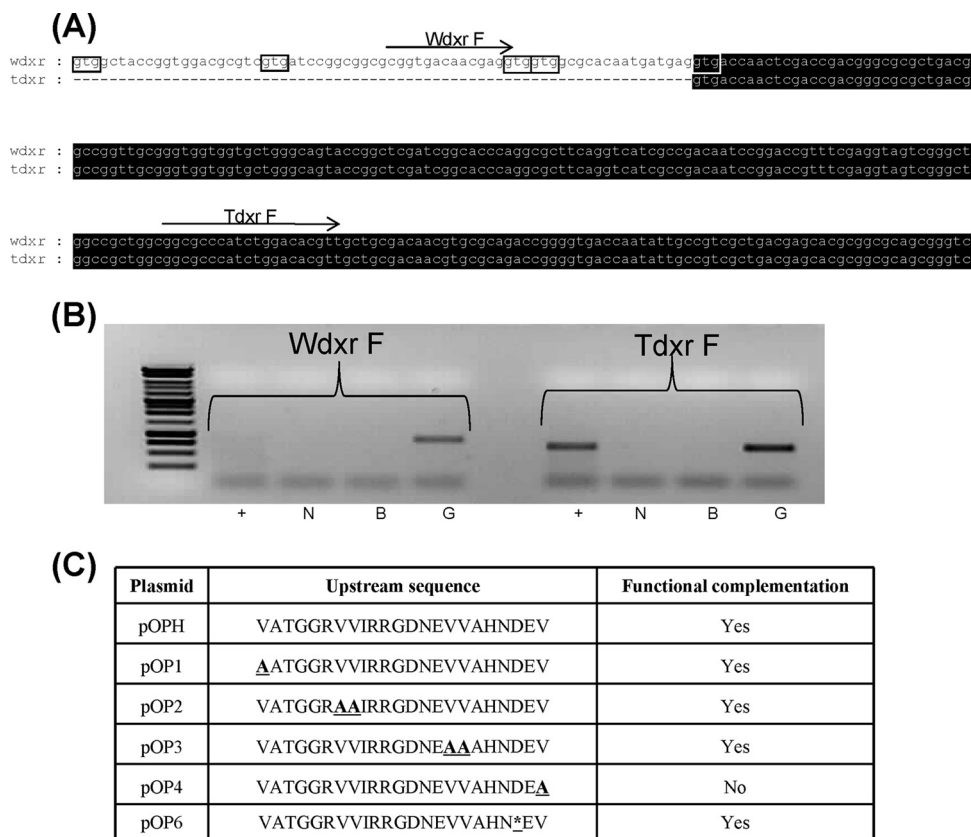 (A)
Wdxr F
wdxr : gtggctaccggtggacgcgtcgtgatccggcggcgcggtgacaacgaggtggtggcgcacaatgatgaggtgaccaactcgaccgacgggcgcgctgacg
tdxr : ---------------------------------------------------------------------gtgaccaactcgaccgacgggcgcgctgacg
wdxr : gccggttgcgggtggtggtgctgggcagtaccggctcgatcggcacccaggcgcttcaggtcatcgccgacaatccggaccgtttcgaggtagtcgggct
tdxr : gccggttgcgggtggtggtgctgggcagtaccggctcgatcggcacccaggcgcttcaggtcatcgccgacaatccggaccgtttcgaggtagtcgggct
Tdxr F
wdxr : ggccgctggcggcgcccatctggacacgttgctgcgacaacgtgcgcagaccggggtgaccaatattgccgtcgctgacgagcacgcggcgcagcgggtc
tdxr : ggccgctggcggcgcccatctggacacgttgctgcgacaacgtgcgcagaccggggtgaccaatattgccgtcgctgacgagcacgcggcgcagcgggtc
(B)
Wdxr F Tdxr F
+ N B G + N B G
(C)
Plasmid Upstream sequence Functional complementation
pOPH VATGGRVVIRRGDNEVVAHNDEV Yes
pOP1 AATGGRVVIRRGDNEVVAHNDEV Yes
pOP2 VATGGRAAIRRGDNEVVAHNDEV Yes
pOP3 VATGGRVVIRRGDNEAAAHNDEV Yes
pOP4 VATGGRVVIRRGDNEVVAHNDEA No
pOP6 VATGGRVVIRRGDNEVVAHN*EV Yes